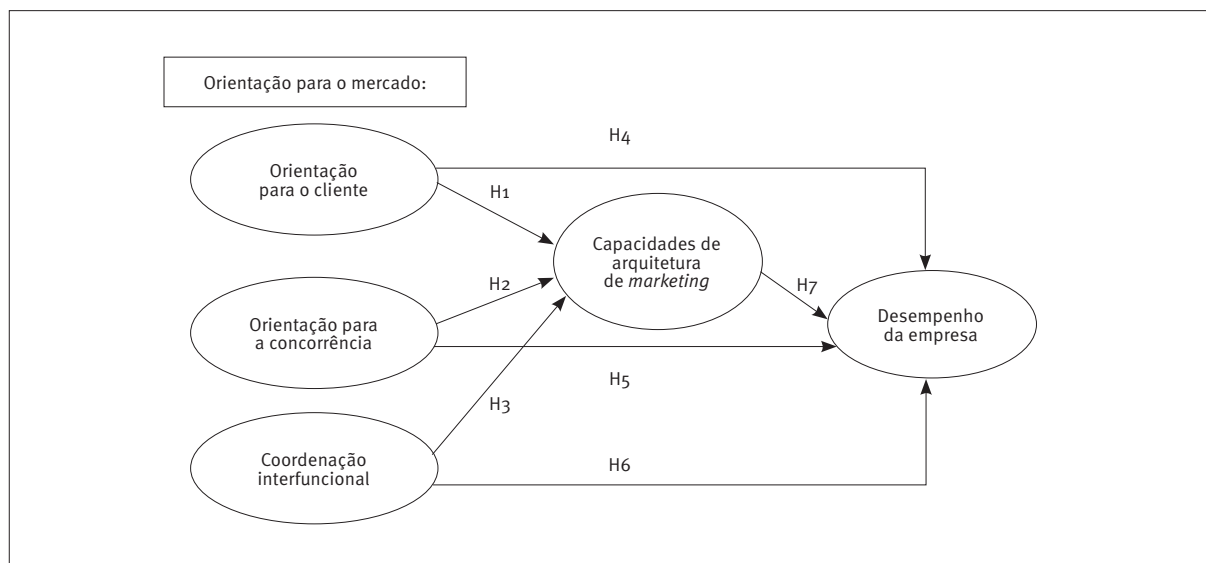 Orientação para o mercado:
H4
Orientação
para o cliente
H1
Capacidades de
arquitetura
de marketing
H7
H2
Orientação para
a concorrência
Desempenho
da empresa
H5
H3
Coordenação
interfuncional
H6